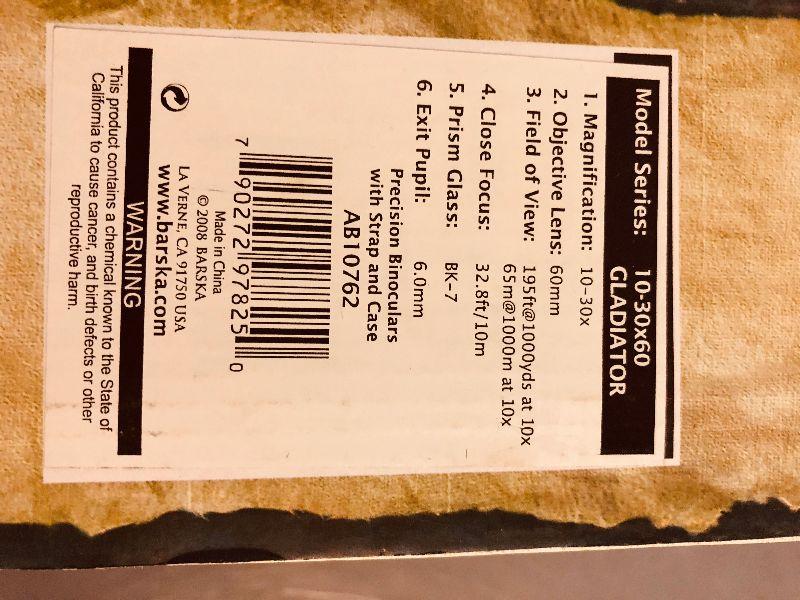 Model Series: 10-30x60
GLADIATOR
1. Magnification: 10-30x
2. Objective Lens: 60mm
3. Field of View: 195ft@1000yds at 10x
65m@1000m at 10x
4. Close Focus: 32.8ft/10m
5. Prism Glass: BK-7
6. Exit Pupil: 6.0mm
Precision Binoculars
with Strap and Case
AB10762
7 90272 97825 0
Made in China
© 2008 BARSKA
LA VERNE, CA 91750 USA
www.barska.com
WARNING
This product contains a chemical known to the State of
California to cause cancer, and birth defects or other
reproductive harm.